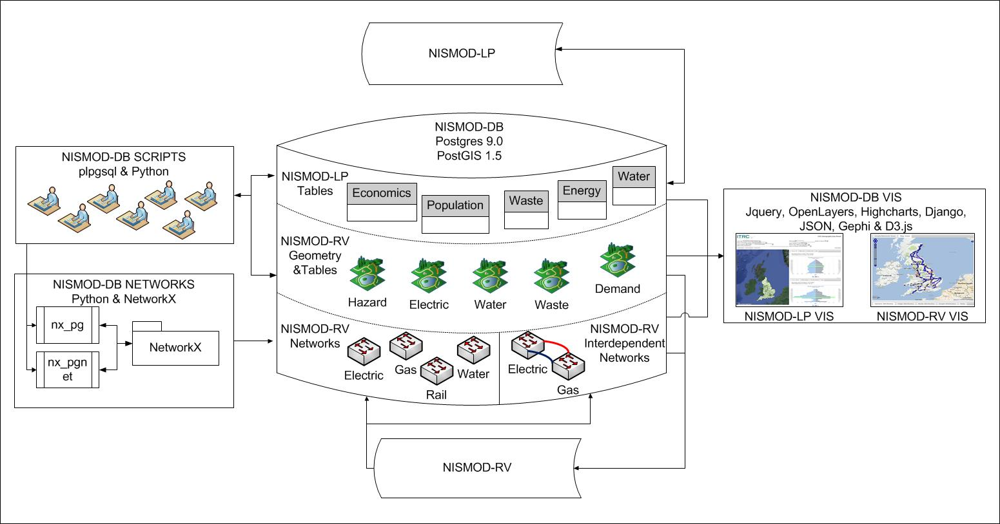 NISMOD-LP
NISMOD-DB
Postgres 9.0
PostGIS 1.5
NISMOD-DB SCRIPTS
plpgsql & Python
NISMOD-LP
Tables
Economics
Population
Waste
Energy
Water
NISMOD-DB VIS
Jquery, OpenLayers, Highcharts, Django,
JSON, Gephi & D3.js
ITRC
NISMOD-LP VIS
NISMOD-RV VIS
NISMOD-RV
Geometry
&Tables
Hazard
Electric
Water
Waste
Demand
NISMOD-DB NETWORKS
Python & NetworkX
nx_pg
nx_pgn
et
NetworkX
NISMOD-RV
Networks
Electric
Gas
Rail
Water
Electric
Gas
NISMOD-RV
Interdependent
Networks
NISMOD-RV